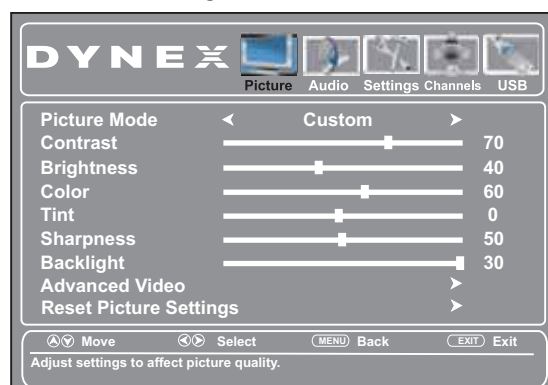 DYNEX
Picture Audio Settings Channels USB
Picture Mode Custom
Contrast 70
Brightness 40
Color 60
Tint 0
Sharpness 50
Backlight 30
Advanced Video
Reset Picture Settings
Move Select MENU Back EXIT Exit
Adjust settings to affect picture quality.